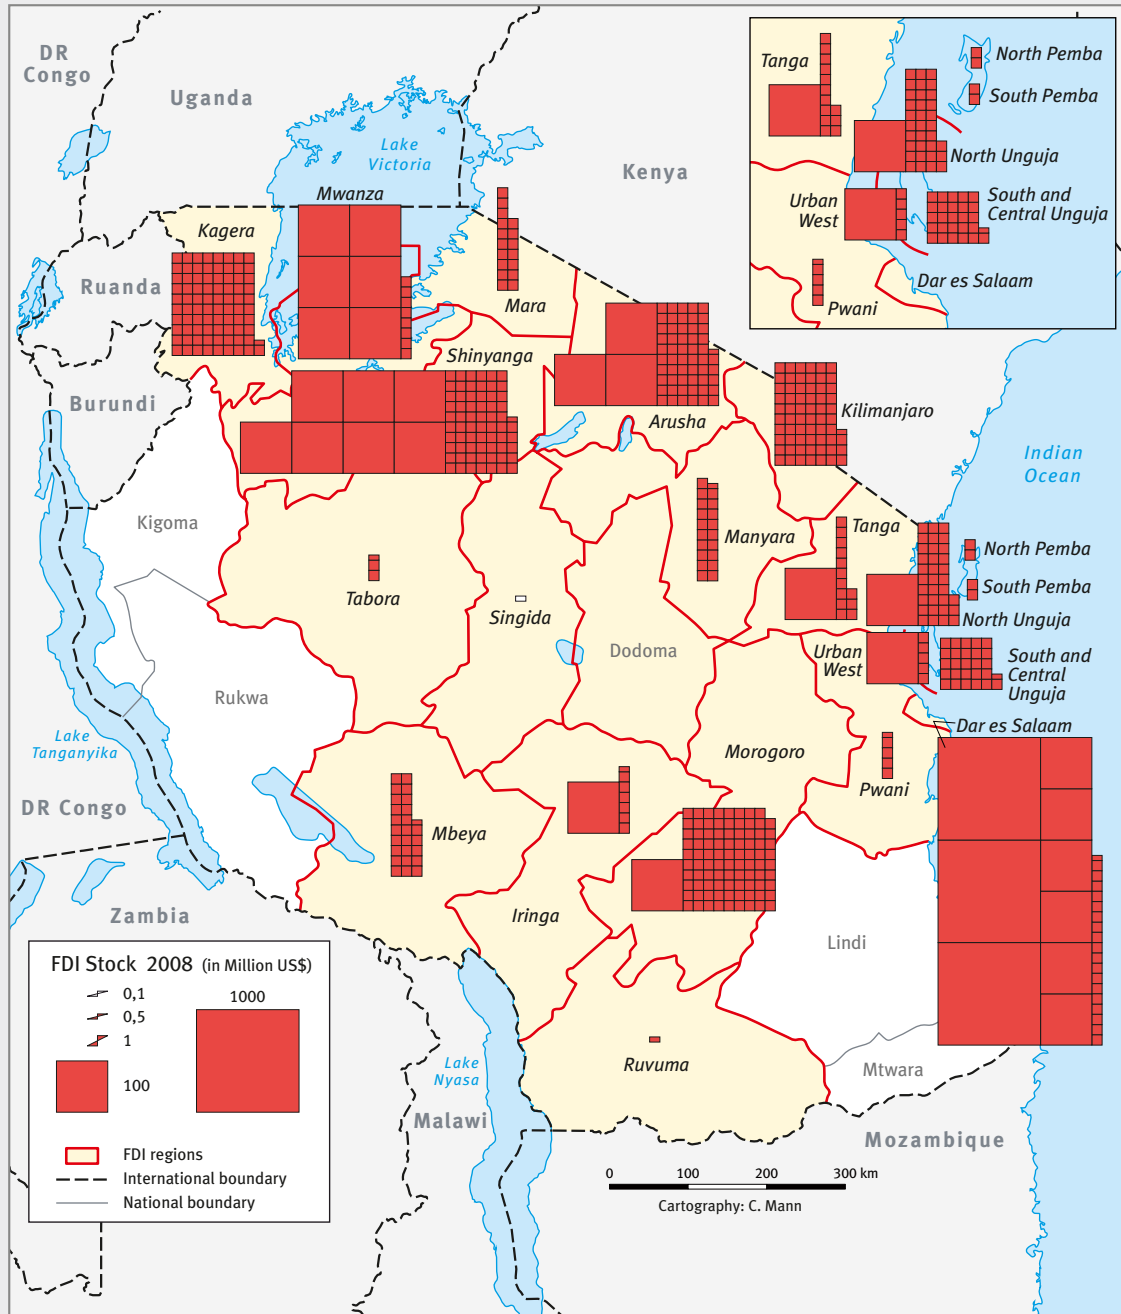 DR
Congo
Uganda
Lake
Victoria
Kenya
Mwanza
Kagera
Ruanda
Mara
Shinyanga
Burundi
Arusha
Kilimanjaro
Indian
Ocean
Kigoma
Manyara
Tanga
North Pemba
South Pemba
North Unguja
Tabora
Singida
Dodoma
Urban
West
South and
Central
Unguja
Rukwa
Lake
Tanganyika
Dar es Salaam
Morogoro
Pwani
DR Congo
Mbeya
Zambia
Iringa
Lindi
Ruvuma
Mtwara
Lake
Nyasa
Malawi
Mozambique
Tanga
North Pemba
South Pemba
North Unguja
Urban
West
South and
Central Unguja
Dar es Salaam
Pwani
FDI Stock 2008 (in Million US$)
0,1
0,5
1
1000
100
FDI regions
International boundary
National boundary
0 100 200 300 km
Cartography: C. Mann